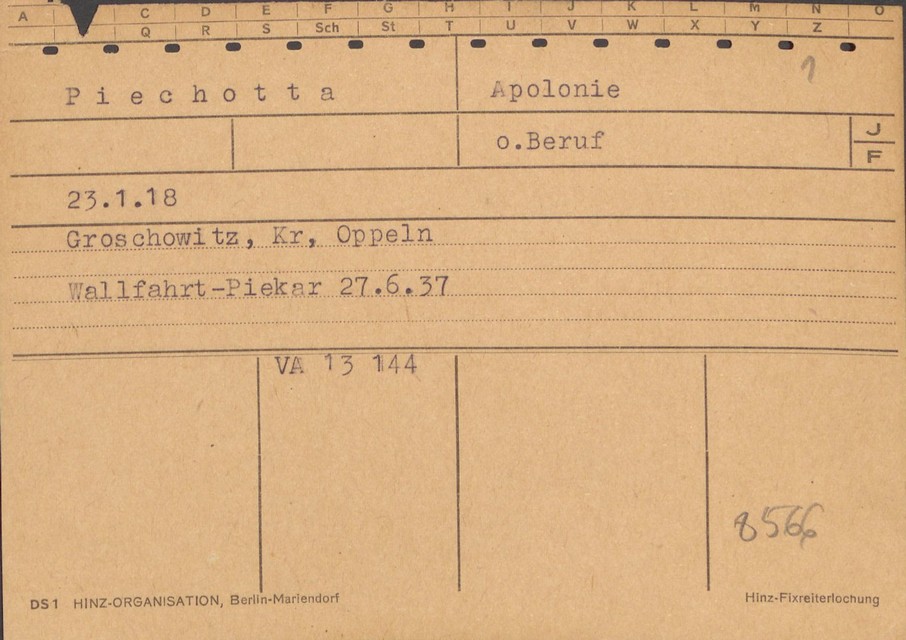 A C D E F G H I J K L M N O
Q R S Sch St T U V W X Y Z
1
Piechotta Apolonie
o.Beruf J
F
23.1.18
Groschowitz, Kr, Oppeln
Wallfahrt-Piekar 27.6.37
VA 13 144
8566
DS1 HINZ-ORGANISATION, Berlin-Mariendorf Hinz-Fixreiterlochung